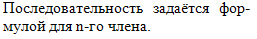 Последовательность задаётся фор-
мулой для n-го члена.